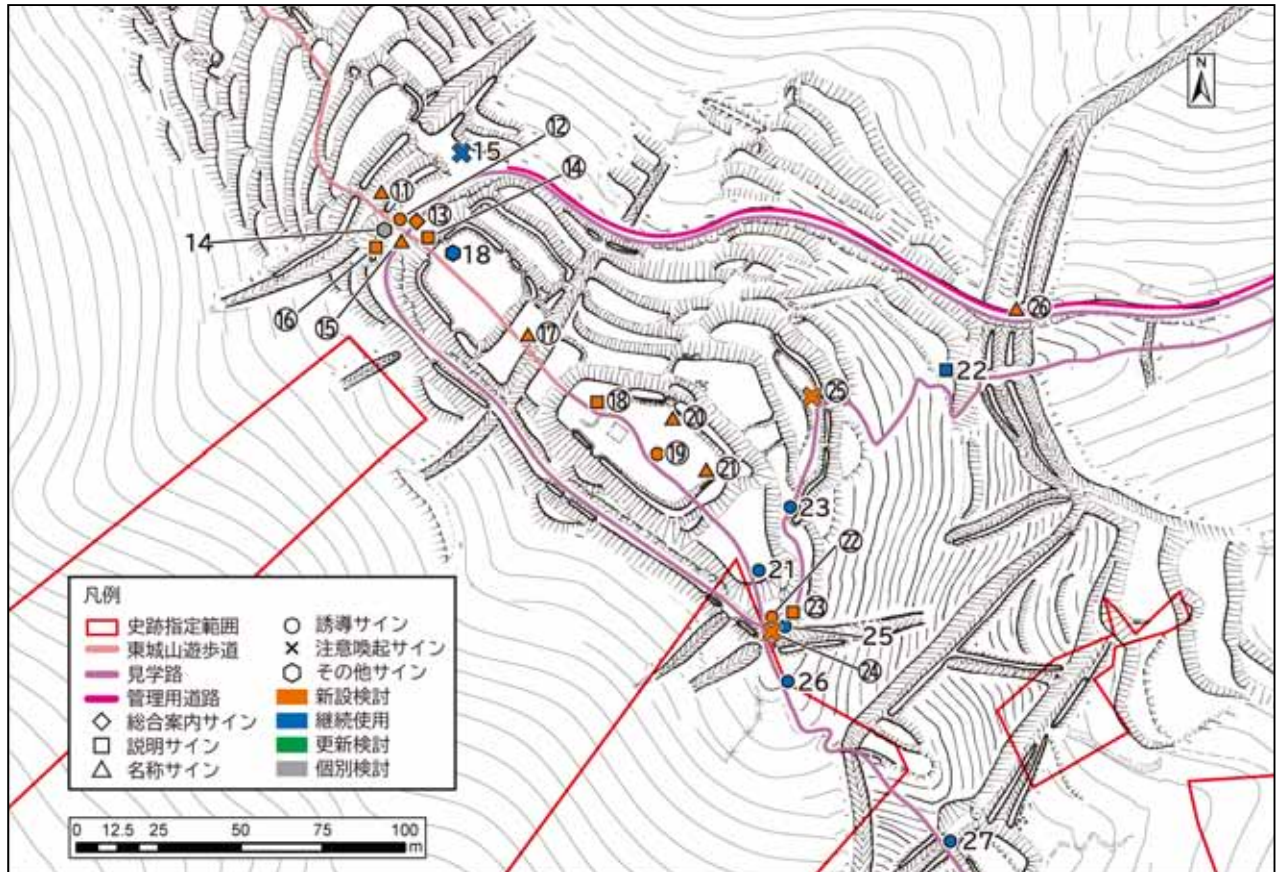 N
⑫
⑭
15
⑪
⑬
14
18
⑯
⑮
⑰
㉖
22
⑱
⑳
㉕
⑲
㉑
23
㉒
21
㉓
25
㉔
26
27
凡例
史跡指定範囲
東城山遊歩道
見学路
管理用道路
総合案内サイン
説明サイン
名称サイン
誘導サイン
注意喚起サイン
その他サイン
新設検討
継続使用
更新検討
個別検討
0 12.5 25 50 75 100
m